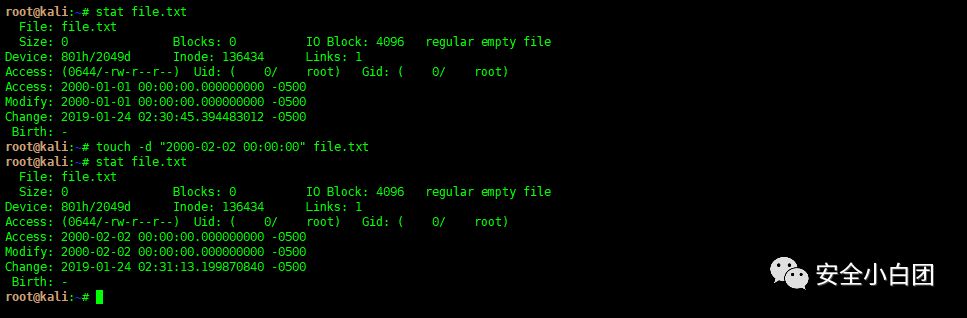 root@kali:~# stat file.txt
  File: file.txt
  Size: 0               Blocks: 0          IO Block: 4096   regular empty file
Device: 801h/2049d      Inode: 136434      Links: 1
Access: (0644/-rw-r--r--)  Uid: (    0/    root)   Gid: (    0/    root)
Access: 2000-01-01 00:00:00.000000000 -0500
Modify: 2000-01-01 00:00:00.000000000 -0500
Change: 2019-01-24 02:30:45.394483012 -0500
 Birth: -
root@kali:~# touch -d "2000-02-02 00:00:00" file.txt
root@kali:~# stat file.txt
  File: file.txt
  Size: 0               Blocks: 0          IO Block: 4096   regular empty file
Device: 801h/2049d      Inode: 136434      Links: 1
Access: (0644/-rw-r--r--)  Uid: (    0/    root)   Gid: (    0/    root)
Access: 2000-02-02 00:00:00.000000000 -0500
Modify: 2000-02-02 00:00:00.000000000 -0500
Change: 2019-01-24 02:31:13.199870840 -0500
 Birth: -
root@kali:~#
安全小白团